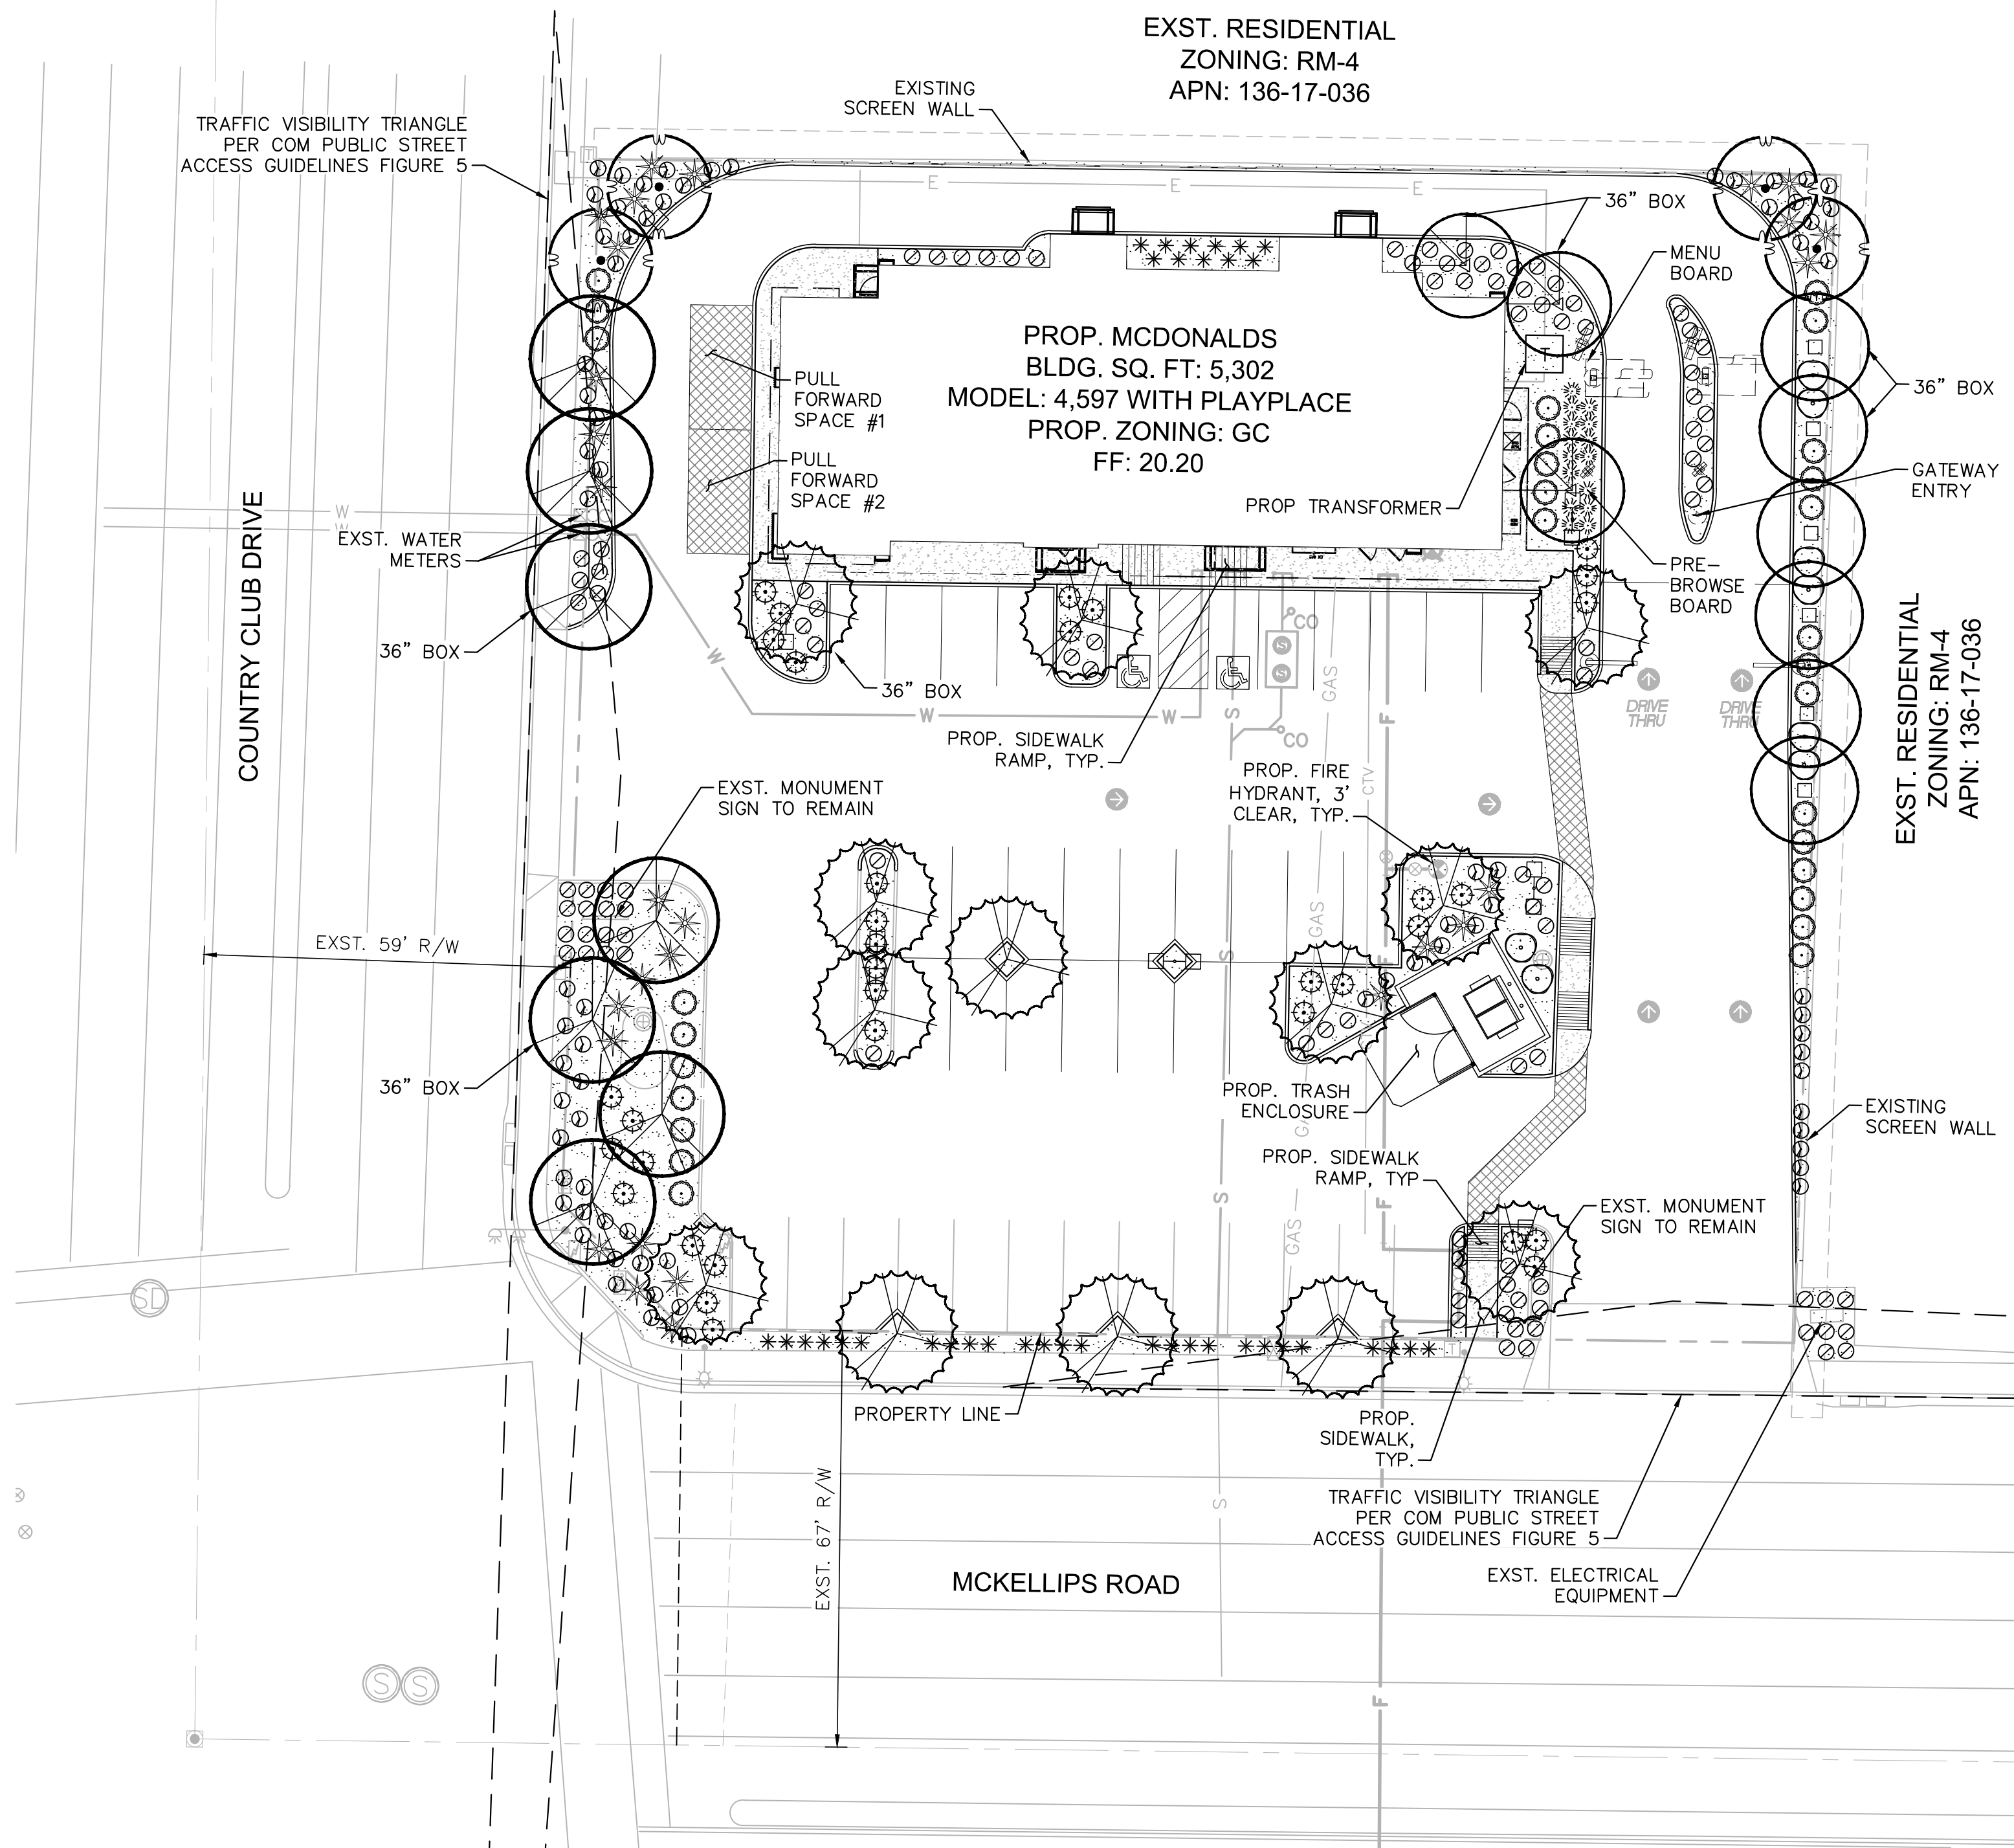 EXST. RESIDENTIAL
ZONING: RM-4
APN: 136-17-036
EXISTING
SCREEN WALL
TRAFFIC VISIBILITY TRIANGLE
PER COM PUBLIC STREET
ACCESS GUIDELINES FIGURE 5
E
E
E
36" BOX
MENU
BOARD
PROP. MCDONALDS
BLDG. SQ. FT: 5,302
MODEL: 4,597 WITH PLAYPLACE
PROP. ZONING: GC
FF: 20.20
T
PULL
FORWARD
SPACE #1
PULL
FORWARD
SPACE #2
36" BOX
GATEWAY
ENTRY
PROP TRANSFORMER
W
W
EXST. WATER
METERS
PRE-
BROWSE
BOARD
COUNTRY CLUB DRIVE
36" BOX
36" BOX
W
W
W
CO
S
S
CO
S
GAS
F
DRIVE
THRU
DRIVE
THRU
EXST. RESIDENTIAL
ZONING: RM-4
APN: 136-17-036
PROP. SIDEWALK
RAMP, TYP.
PROP. FIRE
HYDRANT, 3'
CLEAR, TYP.
CTV
EXST. MONUMENT
SIGN TO REMAIN
EXST. 59' R/W
GAS
GAS
S
S
36" BOX
PROP. TRASH
ENCLOSURE
EXISTING
SCREEN WALL
PROP. SIDEWALK
RAMP, TYP
S
F
GAS
EXST. MONUMENT
SIGN TO REMAIN
SD
PROPERTY LINE
PROP.
SIDEWALK,
TYP.
EXST. 67' R/W
S
TRAFFIC VISIBILITY TRIANGLE
PER COM PUBLIC STREET
ACCESS GUIDELINES FIGURE 5
EXST. ELECTRICAL
EQUIPMENT
MCKELLIPS ROAD
S
S
F